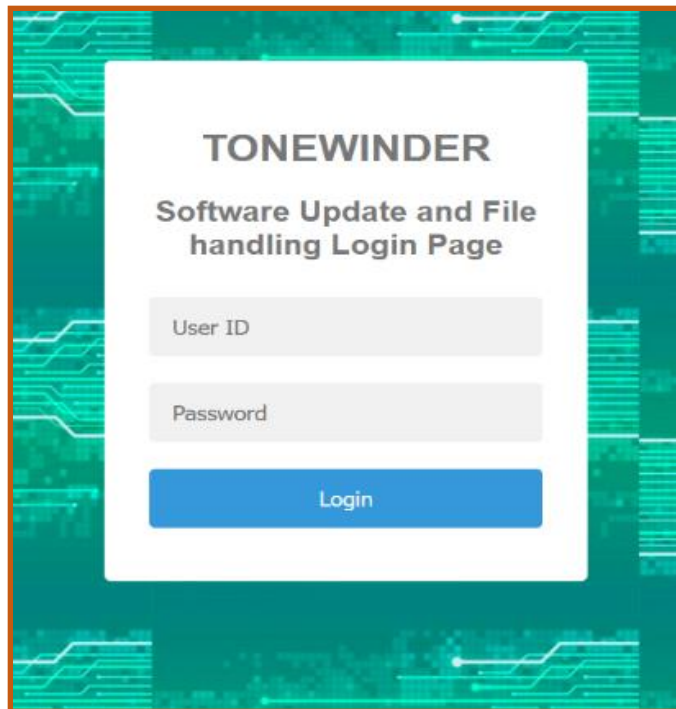 TONEWINDER
Software Update and File
handling Login Page
User ID
Password
Login